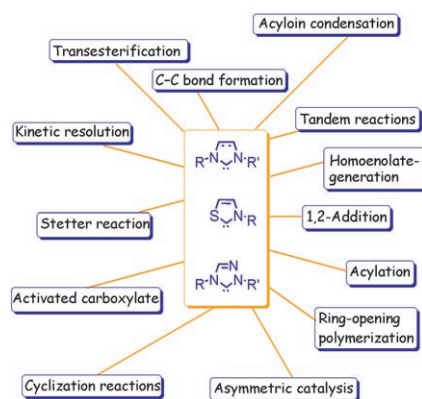 Acyloin condensation
Transesterification
C–C bond formation
Tandem reactions
Kinetic resolution
Homoenolate-
generation
R-N N-R'
Stetter reaction
S N-R
1,2-Addition
Acylation
N
R-N N-R'
Activated carboxylate
Ring-opening
polymerization
Cyclization reactions
Asymmetric catalysis